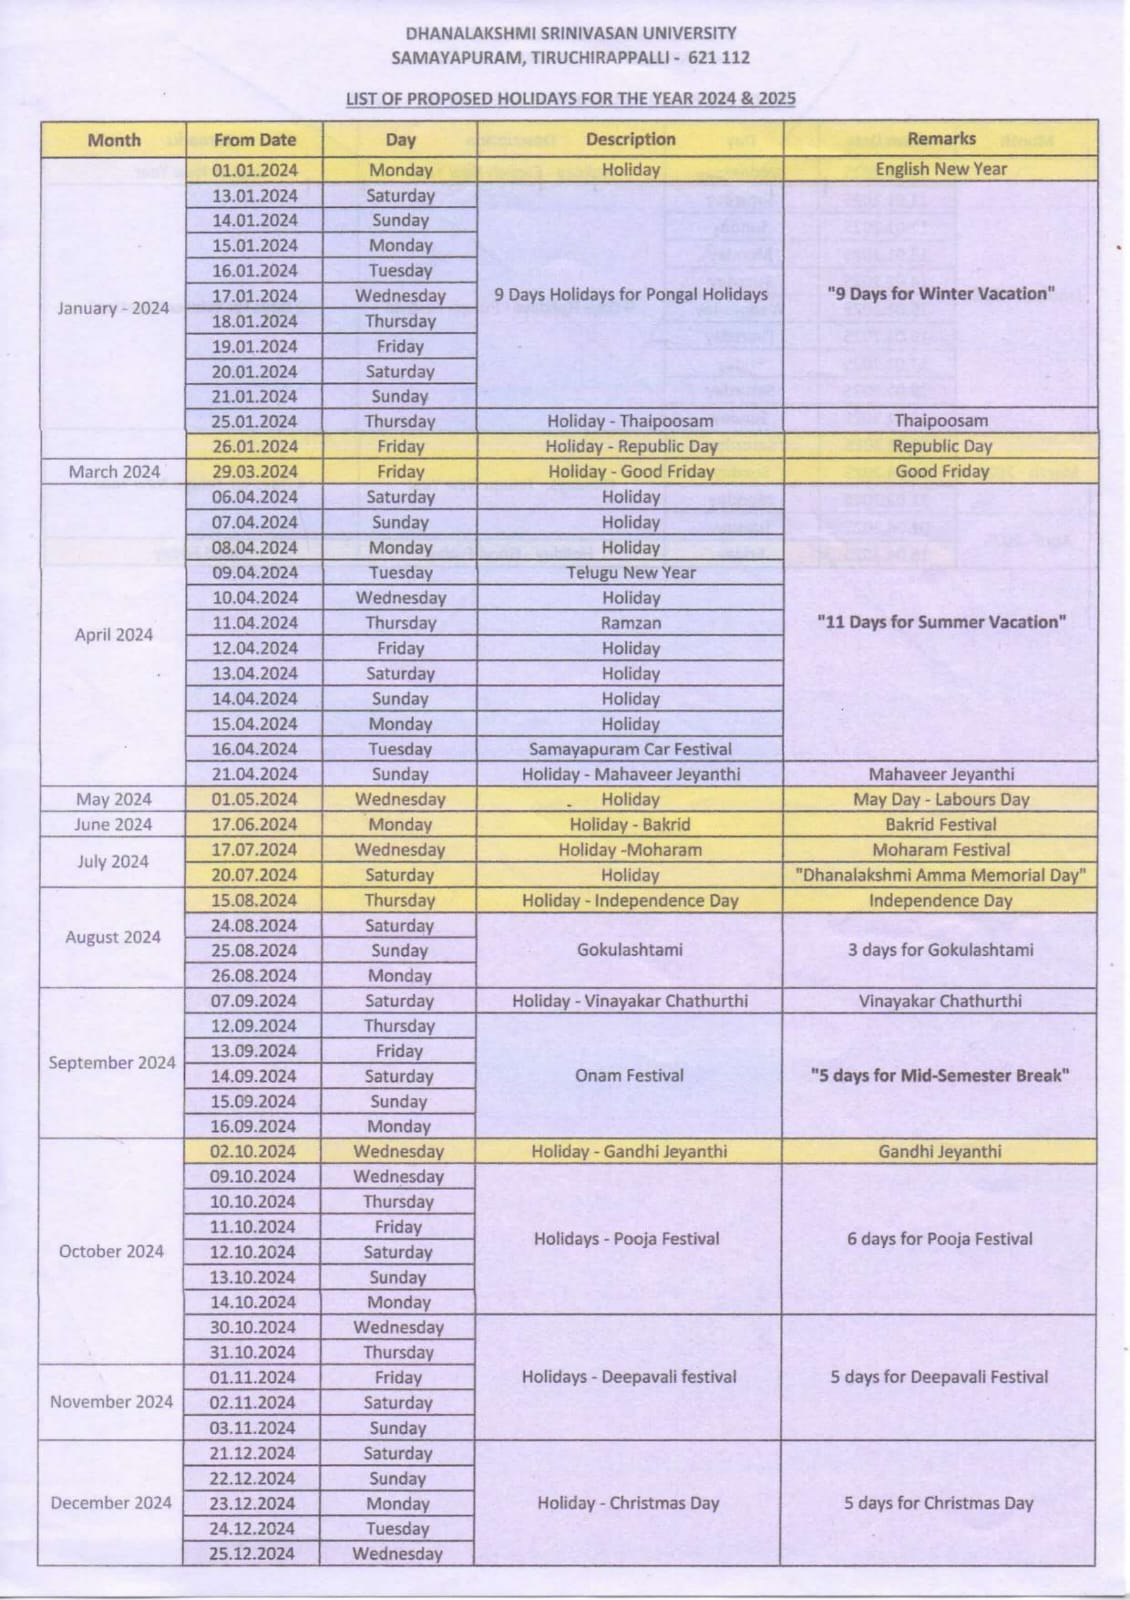 DHANALAKSHMI SRINIVASAN UNIVERSITY
SAMAYAPURAM, TIRUCHIRAPPALLI - 621 112
LIST OF PROPOSED HOLIDAYS FOR THE YEAR 2024 & 2025
Month From Date Day Description Remarks
01.01.2024 Monday Holiday English New Year
13.01.2024 Saturday
14.01.2024 Sunday
15.01.2024 Monday
16.01.2024 Tuesday
17.01.2024 Wednesday 9 Days Holidays for Pongal Holidays "9 Days for Winter Vacation"
January - 2024
18.01.2024 Thursday
19.01.2024 Friday
20.01.2024 Saturday
21.01.2024 Sunday
25.01.2024 Thursday Holiday - Thaipoosam Thaipoosam
26.01.2024 Friday Holiday - Republic Day Republic Day
March 2024 29.03.2024 Friday Holiday - Good Friday Good Friday
06.04.2024 Saturday Holiday
07.04.2024 Sunday Holiday
08.04.2024 Monday Holiday
09.04.2024 Tuesday Telugu New Year
10.04.2024 Wednesday Holiday
11.04.2024 Thursday Ramzan "11 Days for Summer Vacation"
April 2024
12.04.2024 Friday Holiday
13.04.2024 Saturday Holiday
14.04.2024 Sunday Holiday
15.04.2024 Monday Holiday
16.04.2024 Tuesday Samayapuram Car Festival
21.04.2024 Sunday Holiday - Mahaveer Jeyanthi Mahaveer Jeyanthi
May 2024 01.05.2024 Wednesday Holiday May Day - Labours Day
June 2024 17.06.2024 Monday Holiday - Bakrid Bakrid Festival
July 2024
17.07.2024 Wednesday Holiday -Moharam Moharam Festival
20.07.2024 Saturday Holiday "Dhanalakshmi Amma Memorial Day"
15.08.2024 Thursday Holiday - Independence Day Independence Day
August 2024
24.08.2024 Saturday
25.08.2024 Sunday Gokulashtami 3 days for Gokulashtami
26.08.2024 Monday
07.09.2024 Saturday Holiday - Vinayakar Chathurthi Vinayakar Chathurthi
12.09.2024 Thursday
September 2024
13.09.2024 Friday
14.09.2024 Saturday Onam Festival "5 days for Mid-Semester Break"
15.09.2024 Sunday
16.09.2024 Monday
02.10.2024 Wednesday Holiday - Gandhi Jeyanthi Gandhi Jeyanthi
09.10.2024 Wednesday
10.10.2024 Thursday
11.10.2024 Friday
Holidays - Pooja Festival 6 days for Pooja Festival
October 2024 12.10.2024 Saturday
13.10.2024 Sunday
14.10.2024 Monday
30.10.2024 Wednesday
31.10.2024 Thursday
01.11.2024 Friday Holidays - Deepavali festival 5 days for Deepavali Festival
November 2024 02.11.2024 Saturday
03.11.2024 Sunday
21.12.2024 Saturday
22.12.2024 Sunday
December 2024 23.12.2024 Monday Holiday - Christmas Day 5 days for Christmas Day
24.12.2024 Tuesday
25.12.2024 Wednesday